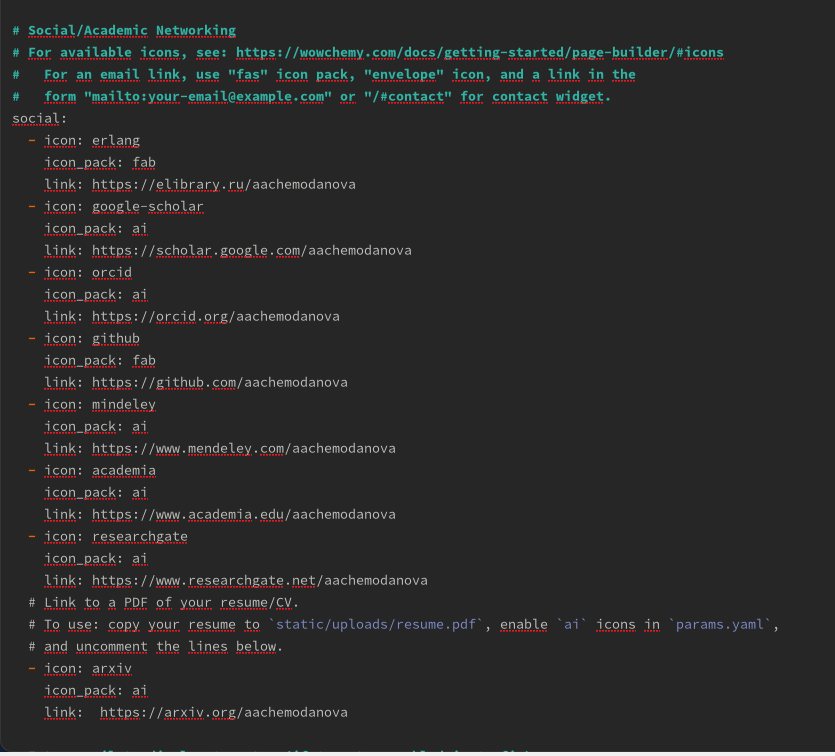 # Social/Academic Networking
# For available icons, see: https://wowchemy.com/docs/getting-started/page-builder/#icons
#   For an email link, use "fas" icon pack, "envelope" icon, and a link in the
#   form "mailto:your-email@example.com" or "/#contact" for contact widget.
social:
  - icon: erlang
    icon_pack: fab
    link: https://elibrary.ru/aachemodanova
  - icon: google-scholar
    icon_pack: ai
    link: https://scholar.google.com/aachemodanova
  - icon: orcid
    icon_pack: ai
    link: https://orcid.org/aachemodanova
  - icon: github
    icon_pack: fab
    link: https://github.com/aachemodanova
  - icon: mindeley
    icon_pack: ai
    link: https://www.mendeley.com/aachemodanova
  - icon: academia
    icon_pack: ai
    link: https://www.academia.edu/aachemodanova
  - icon: researchgate
    icon_pack: ai
    link: https://www.researchgate.net/aachemodanova
  # Link to a PDF of your resume/CV.
  # To use: copy your resume to `static/uploads/resume.pdf`, enable `ai` icons in `params.yaml`,
  # and uncomment the lines below.
  - icon: arxiv
    icon_pack: ai
    link:  https://arxiv.org/aachemodanova